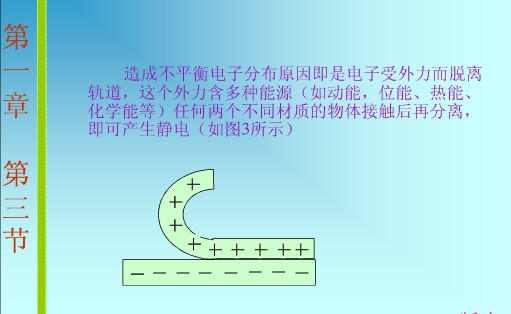 第一章 第三节
造成不平衡电子分布原因即是电子受外力而脱离
轨道，这个外力含多种能源（如动能，位能、热能、
化学能等）任何两个不同材质的物体接触后再分离，
即可产生静电（如图3所示）
+
+
+
+ + + + + +
− − − − − − − −